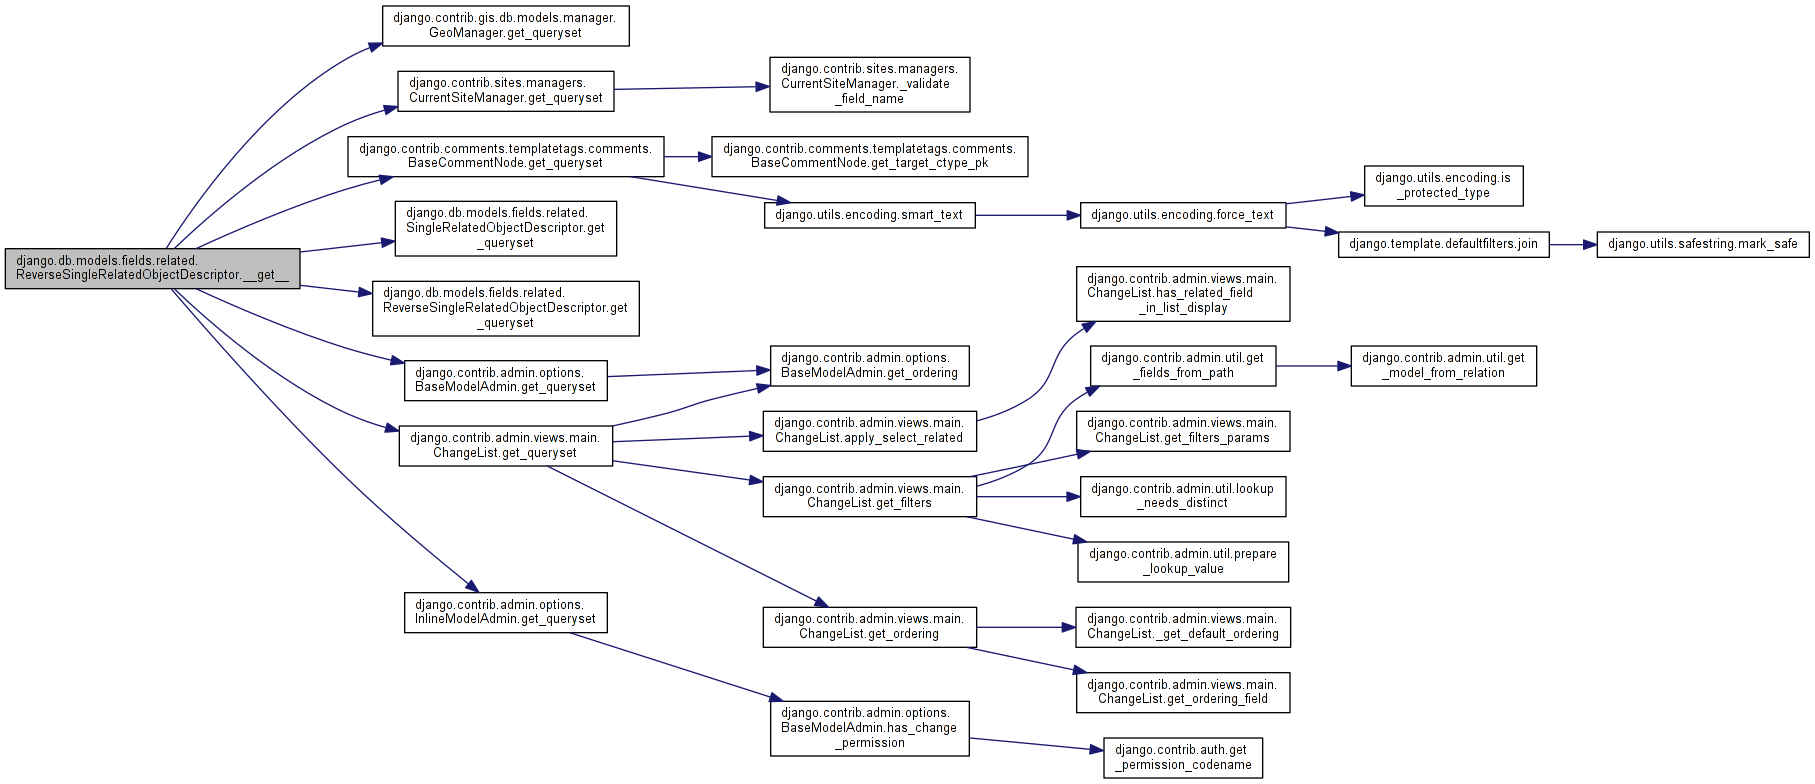 django.contrib.gis.db.models.manager.
GeoManager.get_queryset
django.contrib.sites.managers.
CurrentSiteManager.get_queryset
django.contrib.sites.managers.
CurrentSiteManager._validate
_field_name
django.contrib.comments.templatetags.comments.
BaseCommentNode.get_queryset
django.contrib.comments.templatetags.comments.
BaseCommentNode.get_target_ctype_pk
django.utils.encoding.is
_protected_type
django.db.models.fields.related.
SingleRelatedObjectDescriptor.get
_queryset
django.utils.encoding.smart_text
django.utils.encoding.force_text
django.template.defaultfilters.join
django.utils.safestring.mark_safe
django.db.models.fields.related.
ReverseSingleRelatedObjectDescriptor.__get__
django.db.models.fields.related.
ReverseSingleRelatedObjectDescriptor.get
_queryset
django.contrib.admin.views.main.
ChangeList.has_related_field
_in_list_display
django.contrib.admin.options.
BaseModelAdmin.get_queryset
django.contrib.admin.options.
BaseModelAdmin.get_ordering
django.contrib.admin.util.get
_fields_from_path
django.contrib.admin.util.get
_model_from_relation
django.contrib.admin.views.main.
ChangeList.get_queryset
django.contrib.admin.views.main.
ChangeList.apply_select_related
django.contrib.admin.views.main.
ChangeList.get_filters_params
django.contrib.admin.views.main.
ChangeList.get_filters
django.contrib.admin.util.lookup
_needs_distinct
django.contrib.admin.util.prepare
_lookup_value
django.contrib.admin.options.
InlineModelAdmin.get_queryset
django.contrib.admin.views.main.
ChangeList.get_ordering
django.contrib.admin.views.main.
ChangeList._get_default_ordering
django.contrib.admin.views.main.
ChangeList.get_ordering_field
django.contrib.admin.options.
BaseModelAdmin.has_change
_permission
django.contrib.auth.get
_permission_codename